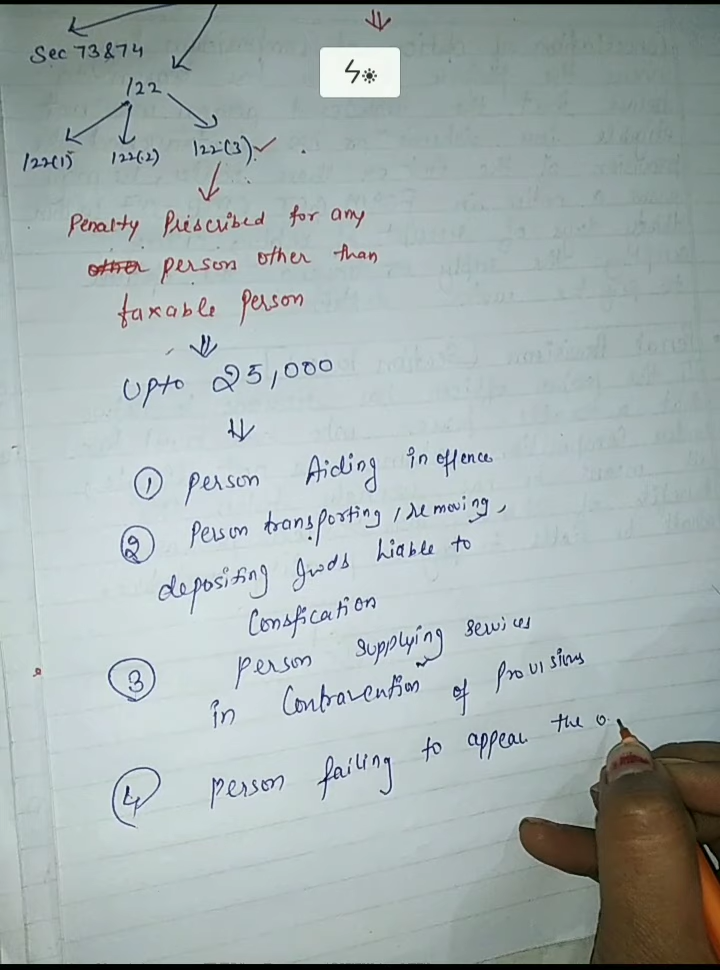 Sec 73&74
122
122(1) 122(2) 122(3)
Penalty Prescribed for any
other person other than
taxable Person
Upto 25,000
1 person Aiding in offence
2 Person transporting, removing,
depositing goods Liable to
Consfication
3 person supplying services
in Contravention of Provisions
4 person failing to appear the